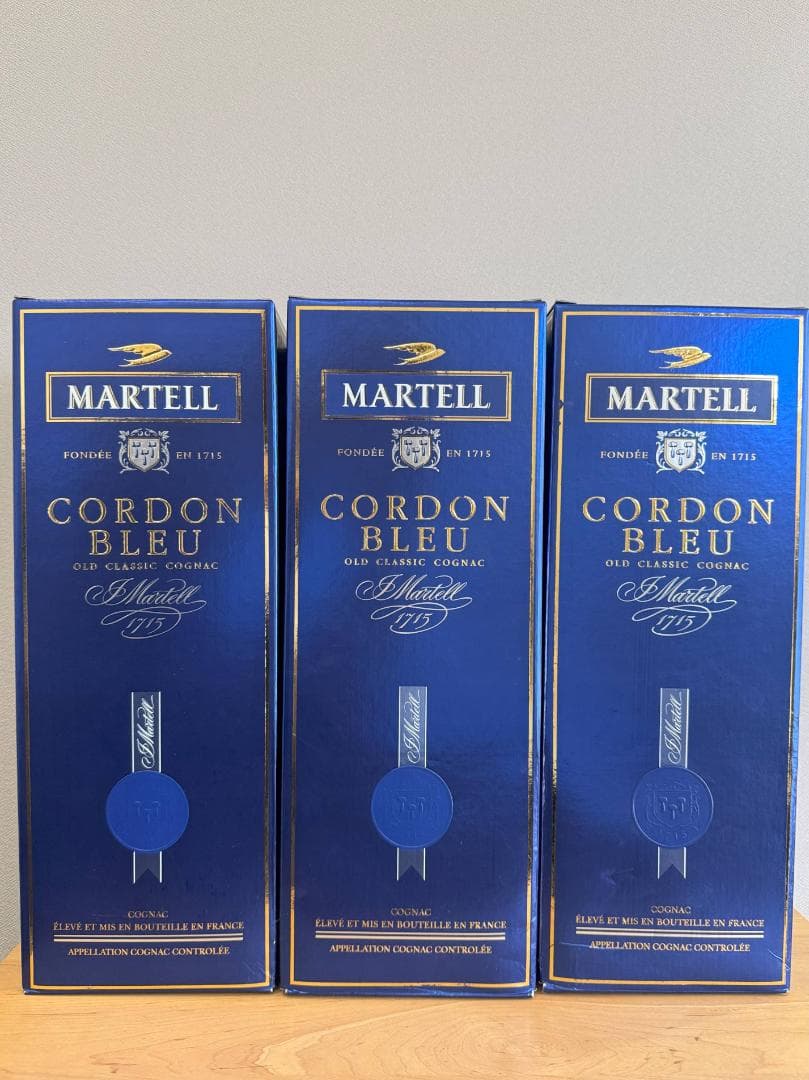 MARTELL
FONDÉE EN 1715
CORDON
BLEU
OLD CLASSIC COGNAC
J Martell
1715
J Martell
COGNAC
ÉLEVÉ ET MIS EN BOUTEILLE EN FRANCE
APPELLATION COGNAC CONTROLÉE
MARTELL
FONDÉE EN 1715
CORDON
BLEU
OLD CLASSIC COGNAC
J Martell
1715
J Martell
COGNAC
ÉLEVÉ ET MIS EN BOUTEILLE EN FRANCE
APPELLATION COGNAC CONTROLÉE
MARTELL
FONDÉE EN 1715
CORDON
BLEU
OLD CLASSIC COGNAC
J Martell
1715
J Martell
COGNAC
ÉLEVÉ ET MIS EN BOUTEILLE EN FRANCE
APPELLATION COGNAC CONTROLÉE